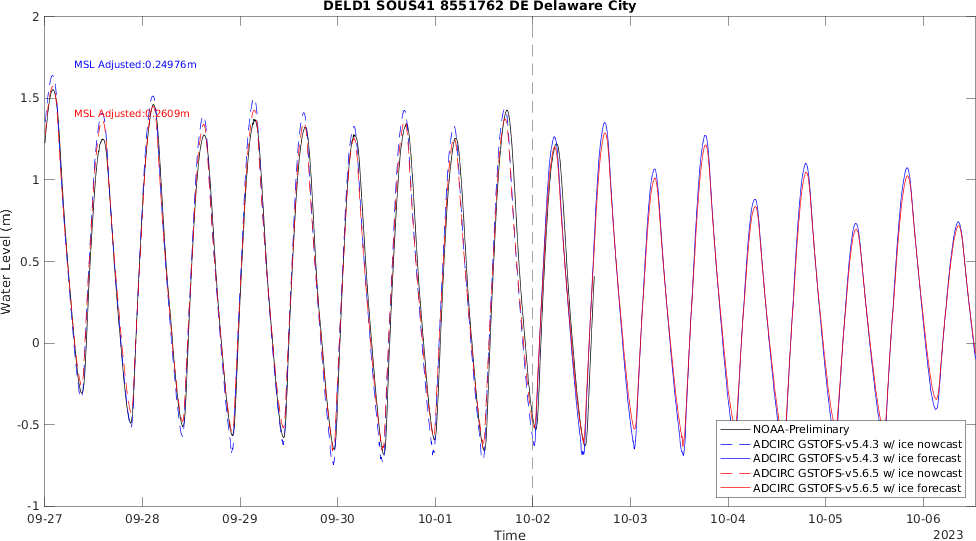 DELD1 SOUS41 8551762 DE Delaware City
2
1.5
1
0.5
0
-0.5
-1
Water Level (m)
MSL Adjusted:0.24976m
MSL Adjusted:0.2609m
NOAA-Preliminary
ADCIRC GSTOFS-v5.4.3 w/ ice nowcast
ADCIRC GSTOFS-v5.4.3 w/ ice forecast
ADCIRC GSTOFS-v5.6.5 w/ ice nowcast
ADCIRC GSTOFS-v5.6.5 w/ ice forecast
09-27 09-28 09-29 09-30 10-01 10-02 10-03 10-04 10-05 10-06
Time
2023